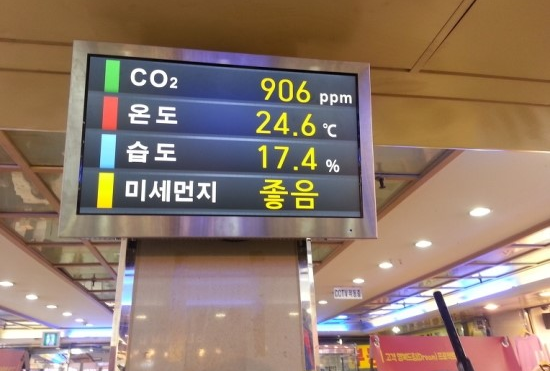 CO₂ 906 ppm
온도 24.6 ℃
습도 17.4 %
미세먼지 좋음